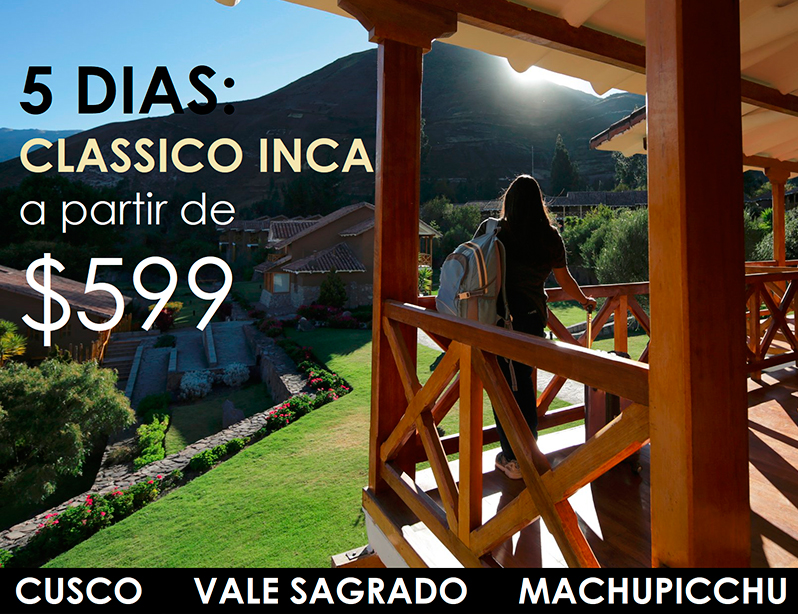 5 DIAS:
CLASSICO INCA
a partir de
$599
CUSCO VALE SAGRADO MACHUPICCHU